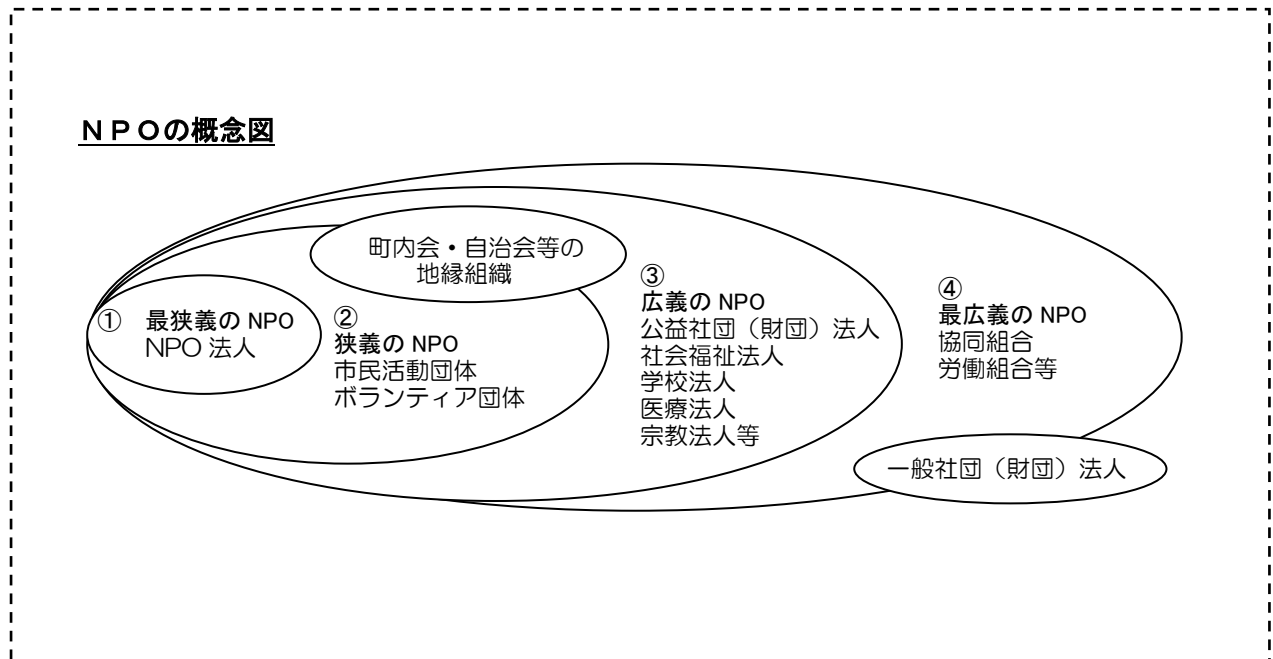 ＮＰＯの概念図
町内会・自治会等の
地縁組織
① 最狭義の NPO
NPO 法人
②
狭義の NPO
市民活動団体
ボランティア団体
③
広義の NPO
公益社団（財団）法人
社会福祉法人
学校法人
医療法人
宗教法人等
④
最広義の NPO
協同組合
労働組合等
一般社団（財団）法人